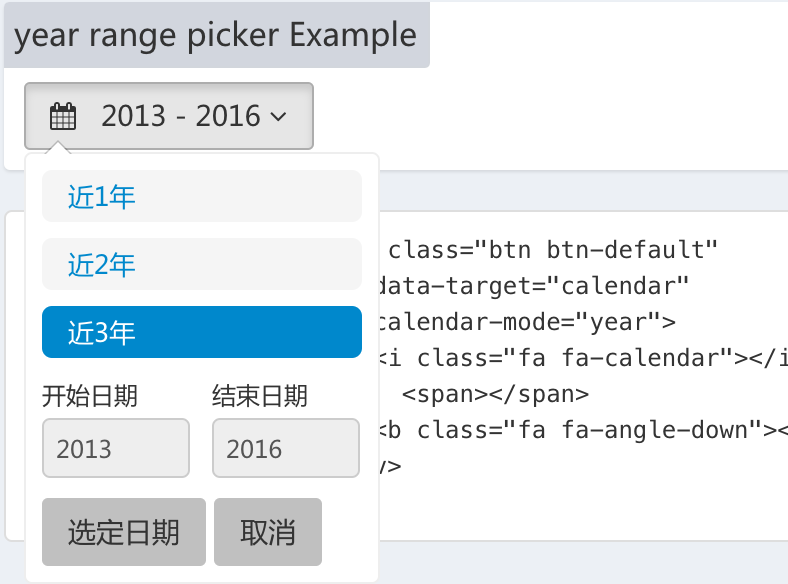 year range picker Example
2013 - 2016
近1年
近2年
近3年
开始日期 结束日期
2013 2016
选定日期 取消
class="btn btn-default"
data-target="calendar"
calendar-mode="year">
<i class="fa fa-calendar"></i
<span></span>
<b class="fa fa-angle-down"><
>